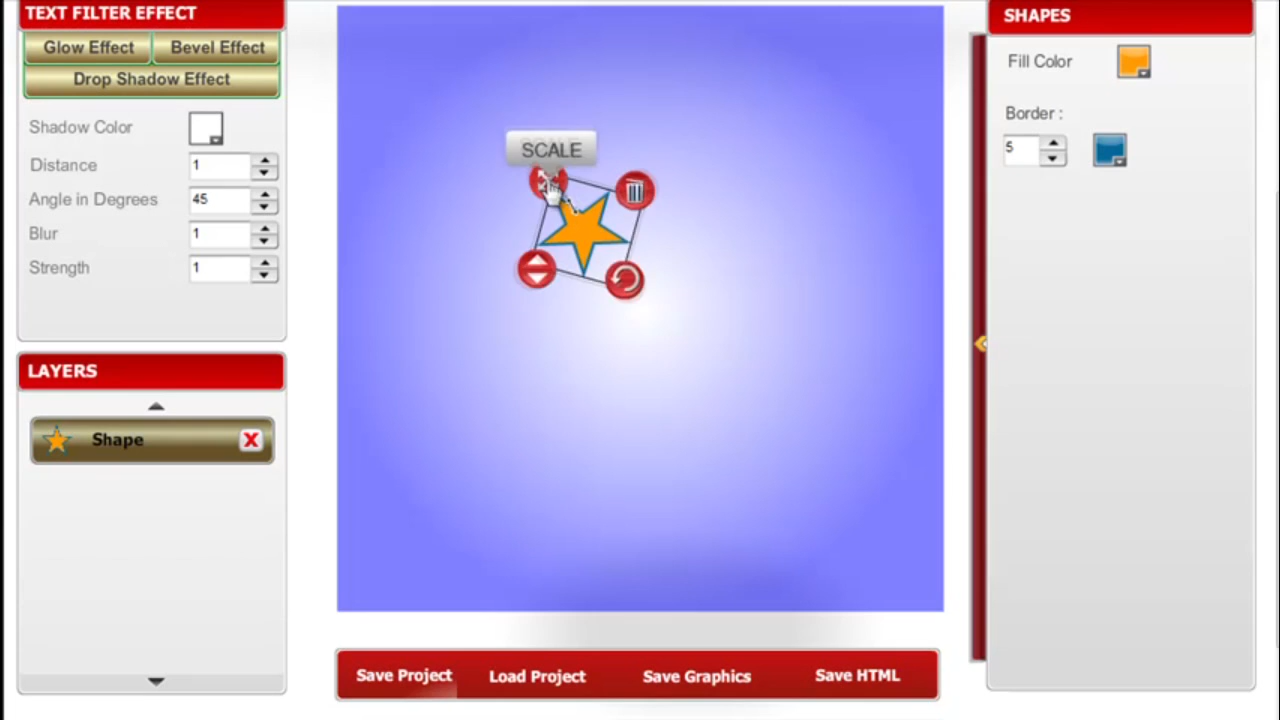 TEXT FILTER EFFECT
Glow Effect
Bevel Effect
Drop Shadow Effect
Shadow Color
Distance
1
Angle in Degrees
45
Blur
1
Strength
1
LAYERS
Shape
X
SCALE
Save Project
Load Project
Save Graphics
Save HTML
SHAPES
Fill Color
Border :
5